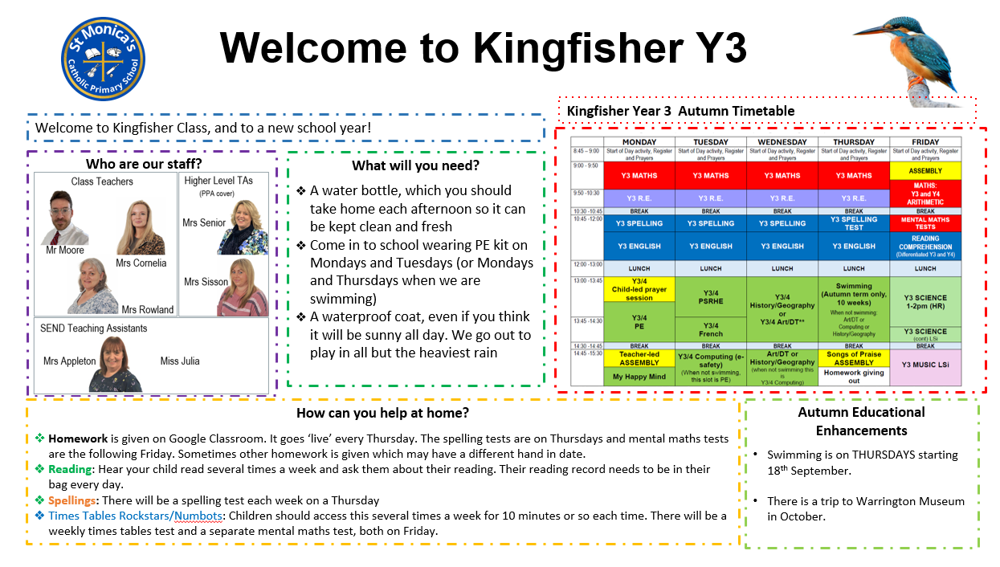 St Monica's
Catholic Primary School
Welcome to Kingfisher Y3
Welcome to Kingfisher Class, and to a new school year!
Who are our staff?
Class Teachers
Mr Moore
Mrs Cornelia
Mrs Rowland
Higher Level TAs
(PPA cover)
Mrs Senior
Mrs Sisson
SEND Teaching Assistants
Mrs Appleton
Miss Julia
What will you need?
❖ A water bottle, which you should
take home each afternoon so it can
be kept clean and fresh
❖ Come in to school wearing PE kit on
Mondays and Tuesdays (or Mondays
and Thursdays when we are
swimming)
❖ A waterproof coat, even if you think
it will be sunny all day. We go out to
play in all but the heaviest rain
Kingfisher Year 3 Autumn Timetable
MONDAY TUESDAY WEDNESDAY THURSDAY FRIDAY
8:45 – 9:00
Start of Day activity, Register
and Prayers
Start of Day activity, Register
and Prayers
Start of Day activity, Register
and Prayers
Start of Day activity, Register
and Prayers
Start of Day activity, Register
and Prayers
9:00 - 9:50
Y3 MATHS Y3 MATHS Y3 MATHS Y3 MATHS
ASSEMBLY
MATHS:
Y3 and Y4
ARITHMETIC
9:50 -10:30
Y3 R.E. Y3 R.E. Y3 R.E. Y3 R.E.
10:30 -10:45 BREAK BREAK BREAK BREAK BREAK
10:45 -12:00
Y3 SPELLING Y3 SPELLING Y3 SPELLING
Y3 SPELLING
TEST
MENTAL MATHS
TESTS
Y3 ENGLISH Y3 ENGLISH Y3 ENGLISH Y3 ENGLISH
READING
COMPREHENSION
(Differentiated Y3 and Y4)
12:00 -13:00 LUNCH LUNCH LUNCH LUNCH LUNCH
13:00 -13:45
Y3/4
Child-led prayer
session
Y3/4
PE
Y3/4
PSRHE
13:45 -14:30
Y3/4
French
Y3/4
History/Geography
or
Y3/4 Art/DT**
Swimming
(Autumn term only,
10 weeks)
When not swimming:
Art/DT or
Computing or
History/Geography
Y3 SCIENCE
1-2pm (HR)
Y3 SCIENCE
(cont) LSi
14:30 -14:45 BREAK BREAK BREAK BREAK BREAK
14:45 -15:30
Teacher-led
ASSEMBLY
My Happy Mind
Y3/4 Computing (e-
safety)
(When not swimming,
this slot is PE)
Art/DT or
History/Geography
(when not swimming this
is
Y3/4 Computing)
Songs of Praise
ASSEMBLY
Homework giving
out
Y3 MUSIC LSi
How can you help at home?
❖ Homework is given on Google Classroom. It goes ‘live’ every Thursday. The spelling tests are on Thursdays and mental maths tests
are the following Friday. Sometimes other homework is given which may have a different hand in date.
❖ Reading: Hear your child read several times a week and ask them about their reading. Their reading record needs to be in their
bag every day.
❖ Spellings: There will be a spelling test each week on a Thursday
❖ Times Tables Rockstars/Numbots: Children should access this several times a week for 10 minutes or so each time. There will be a
weekly times tables test and a separate mental maths test, both on Friday.
Autumn Educational
Enhancements
• Swimming is on THURSDAYS starting
18th September.
• There is a trip to Warrington Museum
in October.